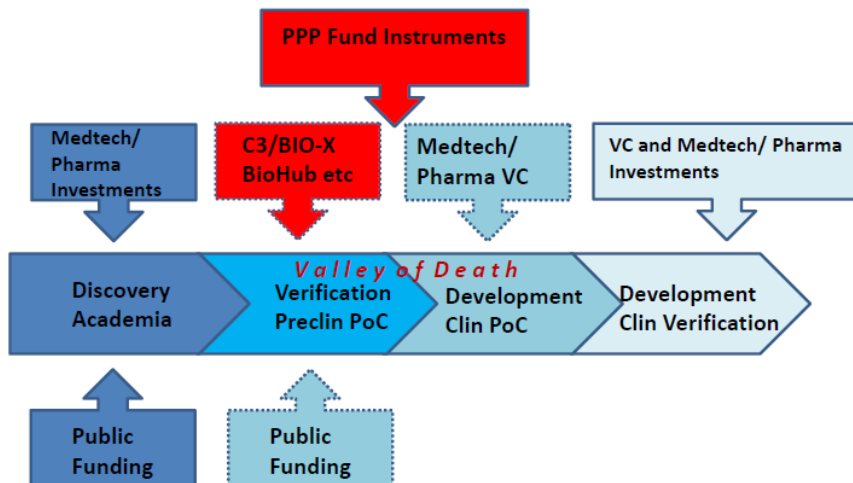 PPP Fund Instruments
Medtech/
Pharma
Investments
C3/BIO-X
BioHub etc
Medtech/
Pharma VC
VC and Medtech/ Pharma
Investments
Valley of Death
Discovery
Academia
Verification
Preclin PoC
Development
Clin PoC
Development
Clin Verification
Public
Funding
Public
Funding